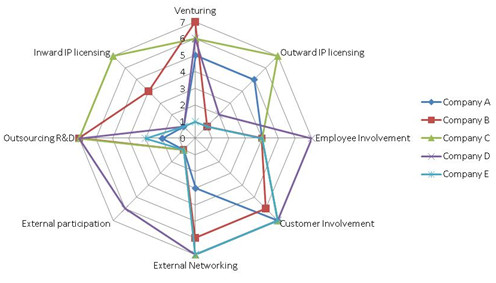 Venturing
7
6
5
4
3
2
1
0
Inward IP licensing
Outward IP licensing
Outsourcing R&D
Employee Involvement
External participation
Customer Involvement
External Networking
Company A
Company B
Company C
Company D
Company E